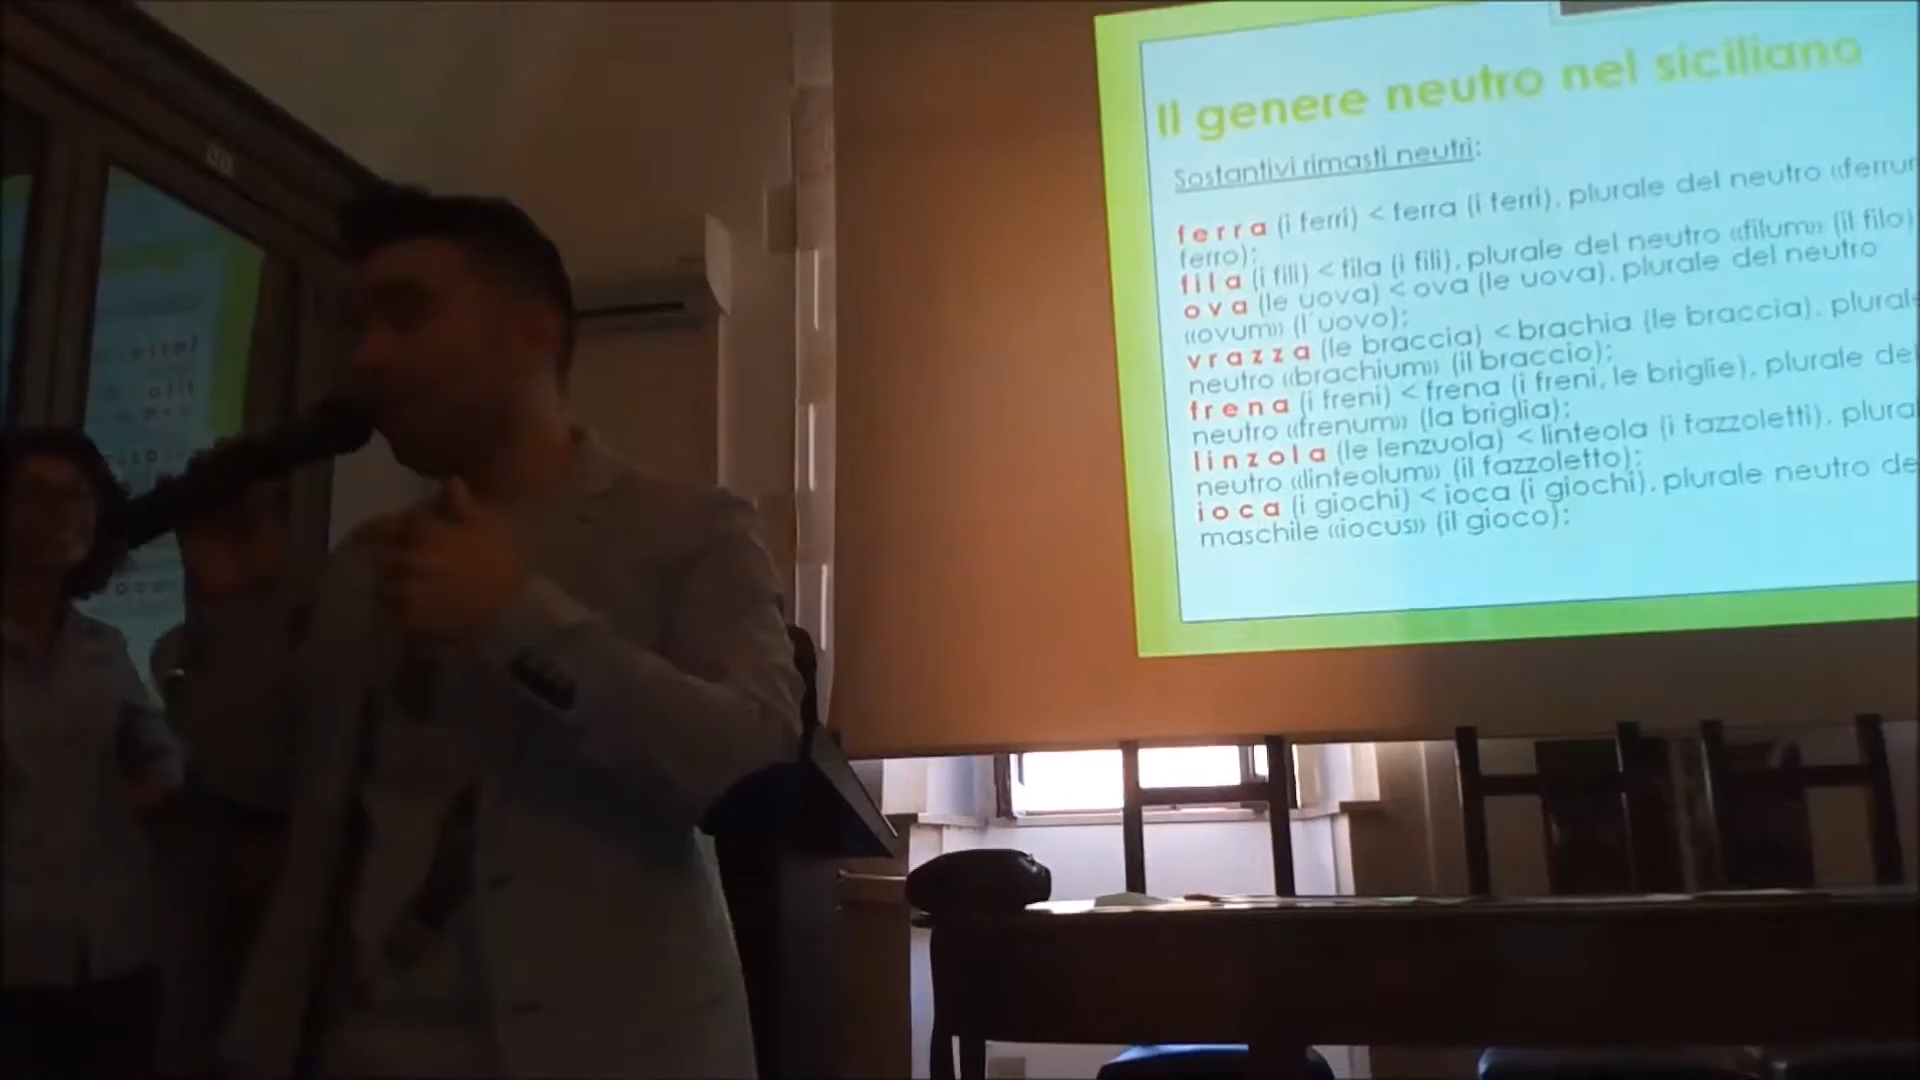 Il genere neutro nel siciliano
Sostantivi rimasti neutri:
ferra (i ferri) < ferra (i ferri), plurale del neutro «ferrum
ferro);
fila (i fili) < fila (i fili), plurale del neutro «filum» (il filo)
ova (le uova) < ova (le uova), plurale del neutro
«ovum» (l'uovo);
vrazza (le braccia) < brachia (le braccia), plurale
neutro «brachium» (il braccio);
frena (i freni) < frena (i freni, le briglie), plurale de
neutro «frenum» (la briglia);
linzola (le lenzuola) < linteola (i fazzoletti), plura
neutro «linteolum» (il fazzoletto);
ioca (i giochi) < ioca (i giochi), plurale neutro de
maschile «iocus» (il gioco);